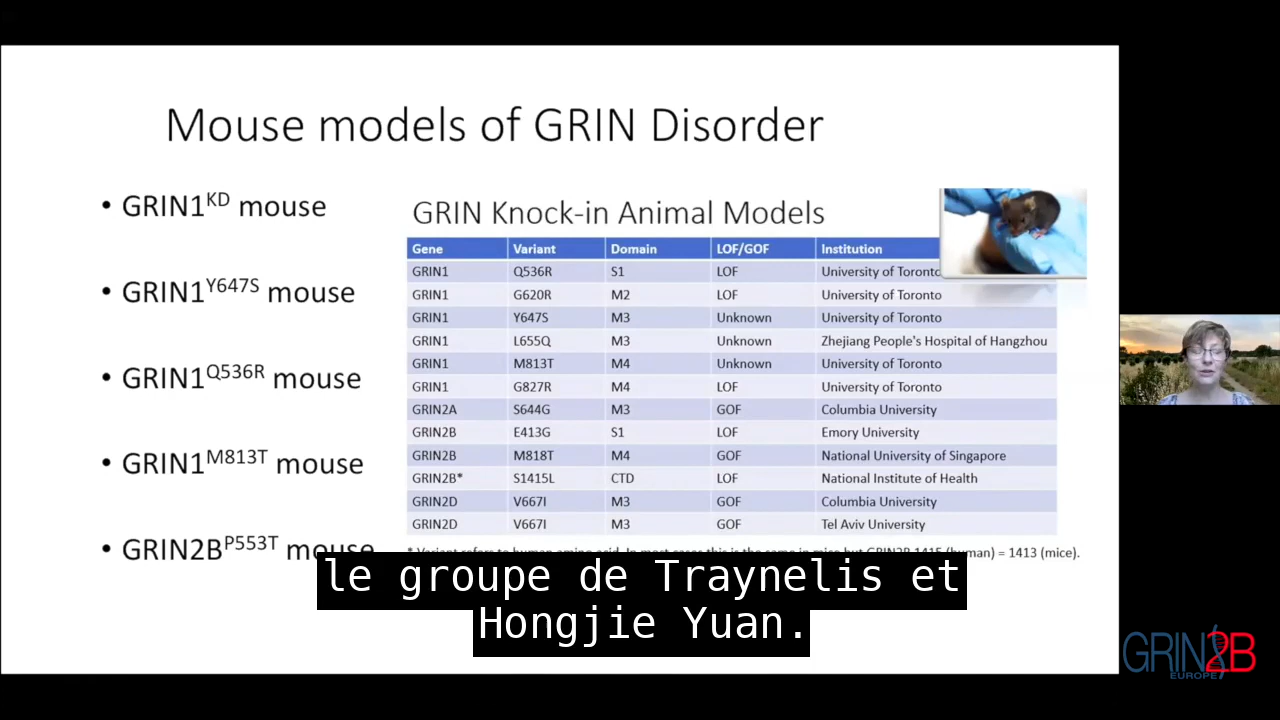 Mouse models of GRIN Disorder
• GRIN1KD mouse
• GRIN1Y647S mouse
• GRIN1Q536R mouse
• GRIN1M813T mouse
• GRIN2BP553T mouse
GRIN Knock-in Animal Models
Gene Variant Domain LOF/GOF Institution
GRIN1 Q536R S1 LOF University of Toronto
GRIN1 G620R M2 LOF University of Toronto
GRIN1 Y647S M3 Unknown University of Toronto
GRIN1 L655Q M3 Unknown Zhejiang People's Hospital of Hangzhou
GRIN1 M813T M4 Unknown University of Toronto
GRIN1 G827R M4 LOF University of Toronto
GRIN2A S644G M3 GOF Columbia University
GRIN2B E413G S1 LOF Emory University
GRIN2B M818T M4 GOF National University of Singapore
GRIN2B* S1415L CTD LOF National Institute of Health
GRIN2D V667I M3 GOF Columbia University
GRIN2D V667I M3 GOF Tel Aviv University
* Variant refers to human amino acid. In most cases this is the same in mice but GRIN2B 1415 (human) = 1413 (mice).
le groupe de Traynelis et
Hongjie Yuan.
GRIN2B
EUROPE